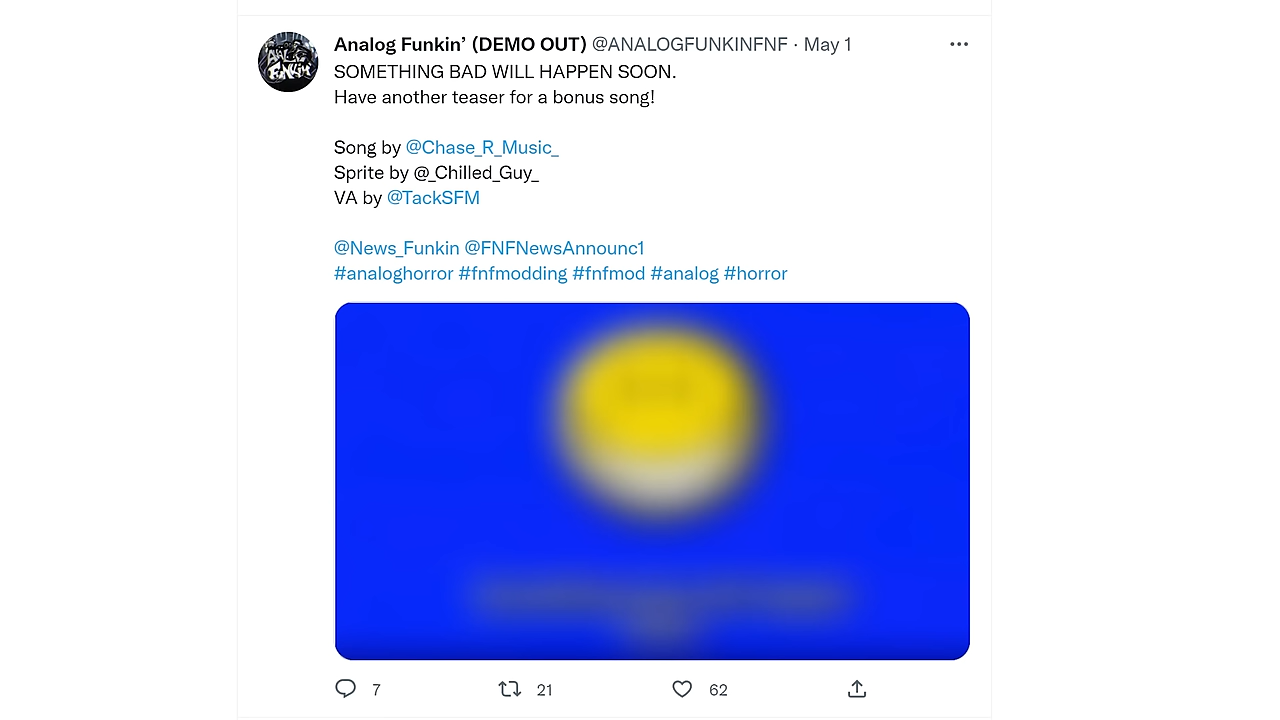 Analog Funkin’ (DEMO OUT) @ANALOGFUNKINFNF · May 1
SOMETHING BAD WILL HAPPEN SOON.
Have another teaser for a bonus song!
Song by @Chase_R_Music_
Sprite by @_Chilled_Guy_
VA by @TackSFM
@News_Funkin @FNFNewsAnnounc1
#analoghorror #fnfmodding #fnfmod #analog #horror
7 21 62